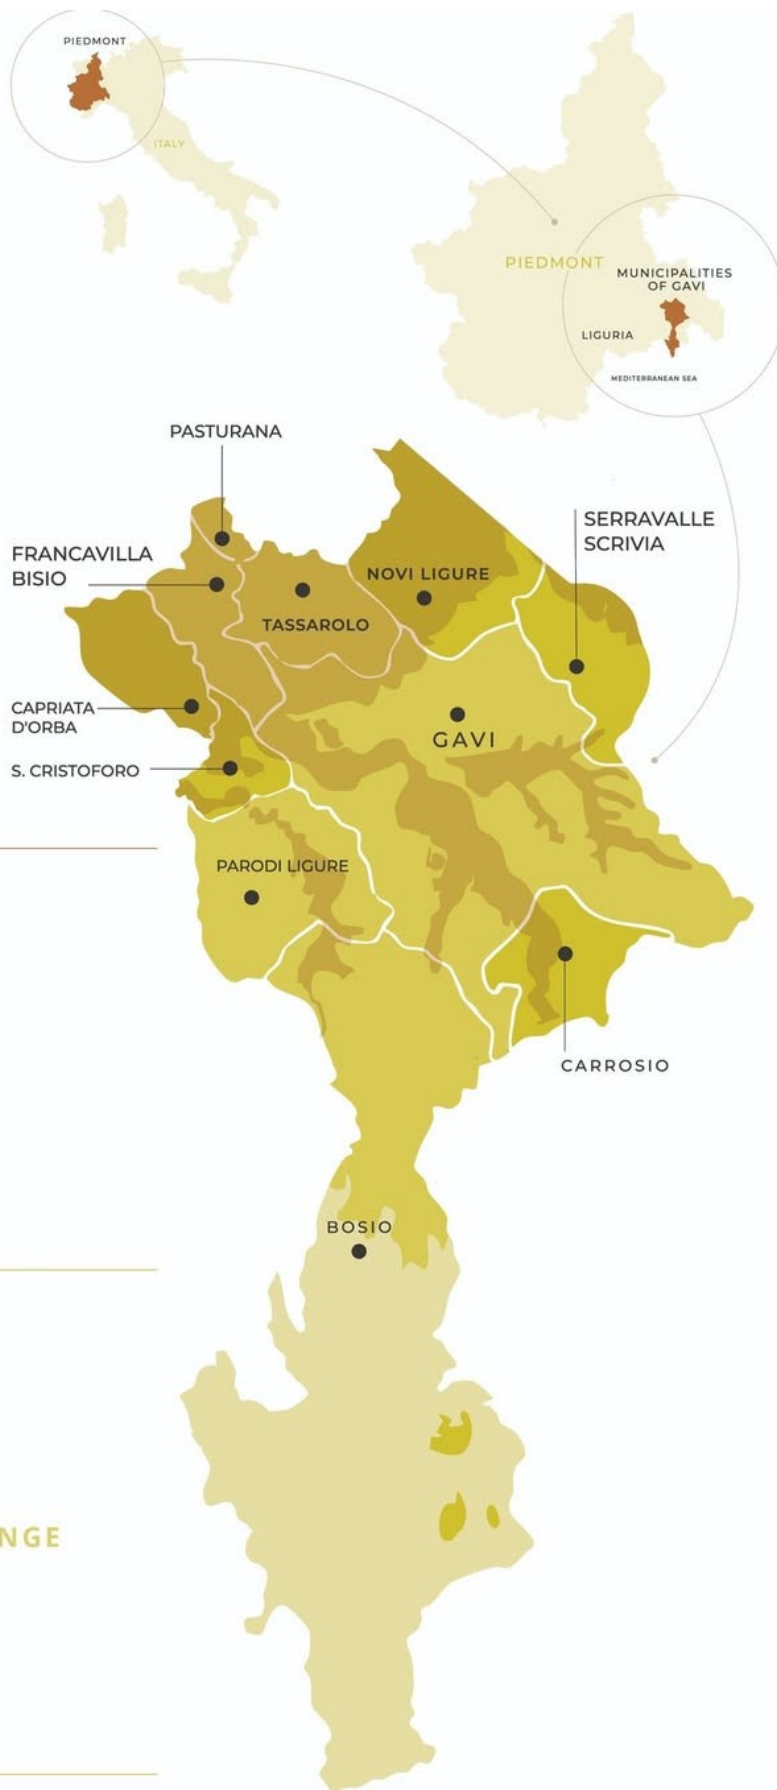 PIEDMONT
ITALY
PIEDMONT
MUNICIPALITIES
OF GAVI
LIGURIA
MEDITERRANEAN SEA
PASTURANA
SERRAVALLE
SCRIVIA
FRANCAVILLA
BISIO
NOVI LIGURE
TASSAROLO
CAPRIATA
D'ORBA
GAVI
S. CRISTOFORO
PARODI LIGURE
CARROSIO
BOSIO
NGE